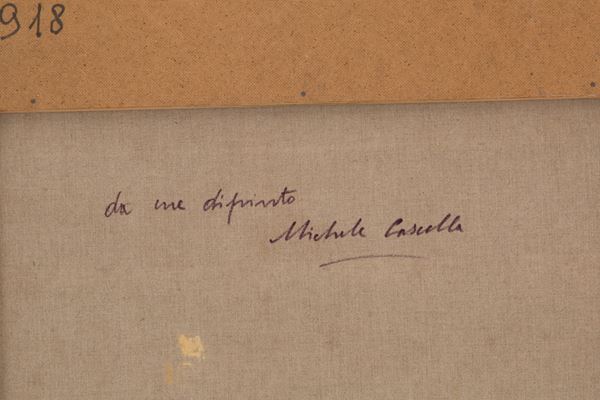 918
da me dipinto
Michele Cascella